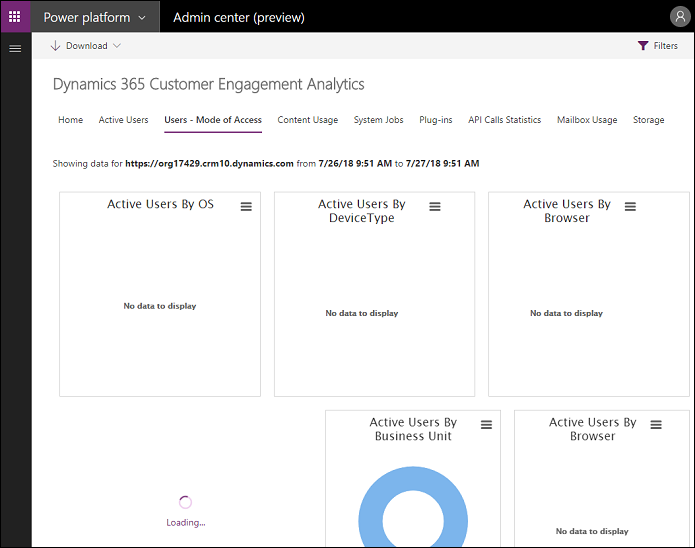 Power platform
Admin center (preview)
Download
Filters
Dynamics 365 Customer Engagement Analytics
Home
Active Users
Users - Mode of Access
Content Usage
System Jobs
Plug-ins
API Calls Statistics
Mailbox Usage
Storage
Showing data for https://org17429.crm10.dynamics.com from 7/26/18 9:51 AM to 7/27/18 9:51 AM
Active Users By OS
No data to display
Active Users By
DeviceType
No data to display
Active Users By
Browser
No data to display
Loading...
Active Users By
Business Unit
Active Users By
Browser
No data to display